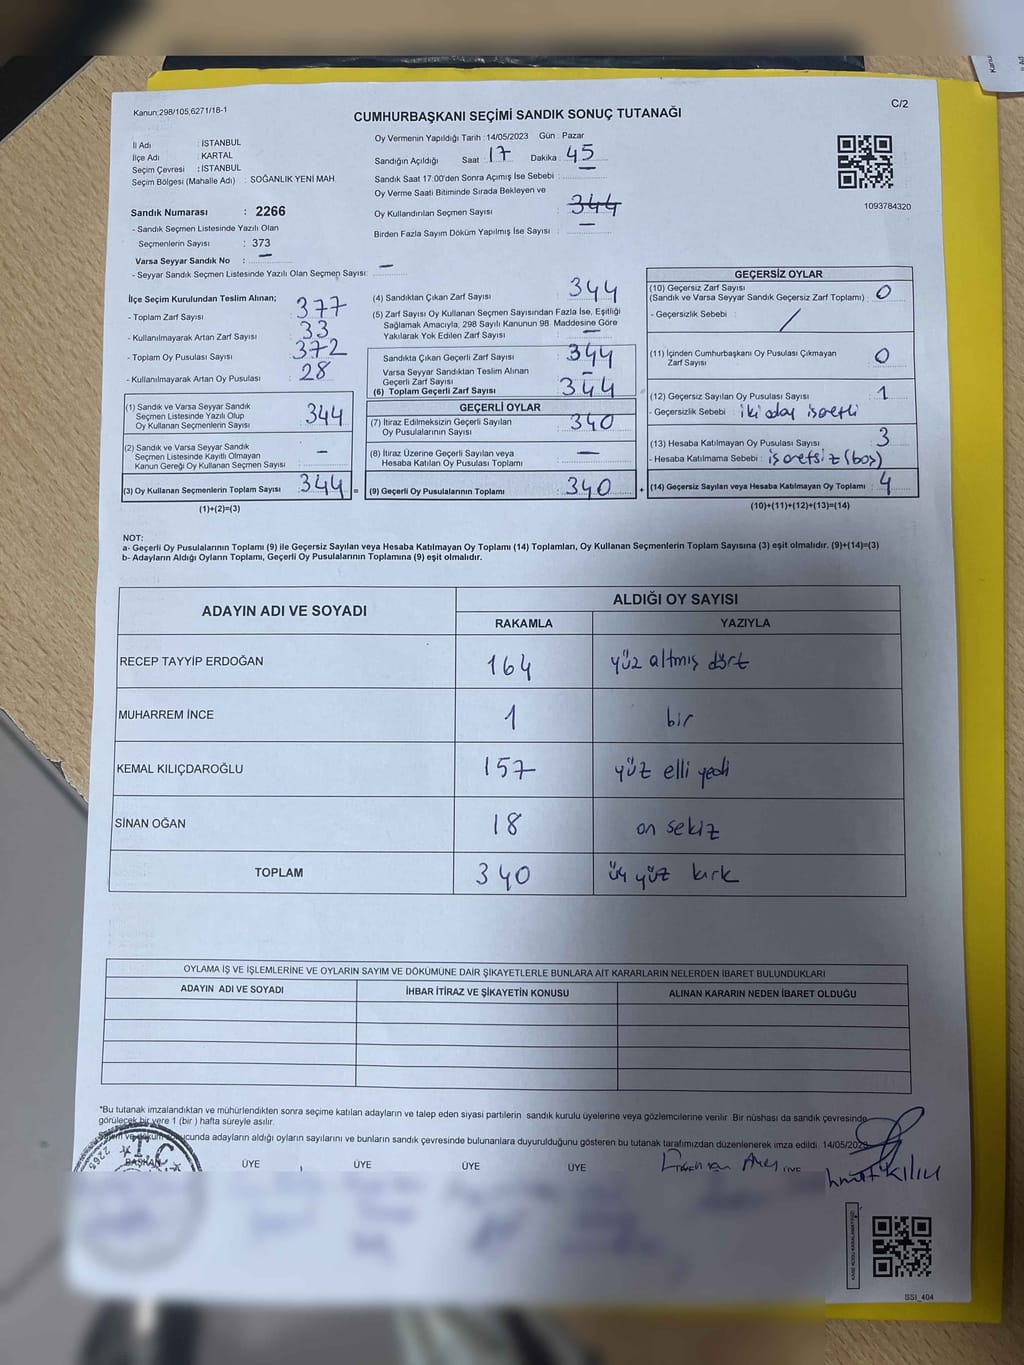 Kanun:298/105,6271/18-1
C/2
CUMHURBAŞKANI SEÇİMİ SANDIK SONUÇ TUTANAĞI
İl Adı : İSTANBUL
İlçe Adı : KARTAL
Seçim Çevresi : İSTANBUL
Seçim Bölgesi (Mahalle Adı) : SOĞANLIK YENİ MAH.
Sandık Numarası : 2266
- Sandık Seçmen Listesinde Yazılı Olan
Seçmenlerin Sayısı : 373
Varsa Seyyar Sandık No : –
- Seyyar Sandık Seçmen Listesinde Yazılı Olan Seçmen Sayısı: –
Oy Vermenin Yapıldığı Tarih : 14/05/2023 Gün : Pazar
Sandığın Açıldığı Saat : 17 Dakika : 45
Sandık Saat 17:00'den Sonra Açımış İse Sebebi : –
Oy Verme Saati Bitiminde Sırada Bekleyen ve
Oy Kullandırılan Seçmen Sayısı : 344
Birden Fazla Sayım Döküm Yapılmış İse Sayısı : –
1093784320
İlçe Seçim Kurulundan Teslim Alınan;
- Toplam Zarf Sayısı : 377
- Kullanılmayarak Artan Zarf Sayısı : 33
- Toplam Oy Pusulası Sayısı : 372
- Kullanılmayarak Artan Oy Pusulası : 28
(1) Sandık ve Varsa Seyyar Sandık
Seçmen Listesinde Yazılı Olup
Oy Kullanan Seçmenlerin Sayısı : 344
(2) Sandık ve Varsa Seyyar Sandık
Seçmen Listesinde Kayıtlı Olmayan
Kanun Gereği Oy Kullanan Seçmen Sayısı : –
(3) Oy Kullanan Seçmenlerin Toplam Sayısı : 344 =
(1)+(2)=(3)
(4) Sandıktan Çıkan Zarf Sayısı : 344
(5) Zarf Sayısı Oy Kullanan Seçmen Sayısından Fazla İse, Eşitliği
Sağlamak Amacıyla, 298 Sayılı Kanunun 98. Maddesine Göre
Yakılarak Yok Edilen Zarf Sayısı : –
Sandıkta Çıkan Geçerli Zarf Sayısı : 344
Varsa Seyyar Sandıktan Teslim Alınan
Geçerli Zarf Sayısı : –
(6) Toplam Geçerli Zarf Sayısı : 344
GEÇERLİ OYLAR
(7) İtiraz Edilmeksizin Geçerli Sayılan
Oy Pusulalarının Sayısı : 340
(8) İtiraz Üzerine Geçerli Sayılan veya
Hesaba Katılan Oy Pusulası Toplamı : –
(9) Geçerli Oy Pusulalarının Toplamı : 340 +
GEÇERSİZ OYLAR
(10) Geçersiz Zarf Sayısı
(Sandık ve Varsa Seyyar Sandık Geçersiz Zarf Toplamı) : 0
- Geçersizlik Sebebi : /
(11) İçinden Cumhurbaşkanı Oy Pusulası Çıkmayan
Zarf Sayısı : 0
(12) Geçersiz Sayılan Oy Pusulası Sayısı : 1
- Geçersizlik Sebebi : iki aday işaretli
(13) Hesaba Katılmayan Oy Pusulası Sayısı : 3
- Hesaba Katılmama Sebebi : işaretsiz (boş)
(14) Geçersiz Sayılan veya Hesaba Katılmayan Oy Toplamı : 4
(10)+(11)+(12)+(13)=(14)
NOT:
a- Geçerli Oy Pusulalarının Toplamı (9) ile Geçersiz Sayılan veya Hesaba Katılmayan Oy Toplamı (14) Toplamları, Oy Kullanan Seçmenlerin Toplam Sayısına (3) eşit olmalıdır. (9)+(14)=(3)
b- Adayların Aldığı Oyların Toplamı, Geçerli Oy Pusulalarının Toplamına (9) eşit olmalıdır.
ADAYIN ADI VE SOYADI
ALDIĞI OY SAYISI
RAKAMLA YAZIYLA
RECEP TAYYİP ERDOĞAN 164 yüz altmış dört
MUHARREM İNCE 1 bir
KEMAL KILIÇDAROĞLU 157 yüz elli yedi
SİNAN OĞAN 18 on sekiz
TOPLAM 340 üç yüz kırk
OYLAMA İŞ VE İŞLEMLERİNE VE OYLARIN SAYIM VE DÖKÜMÜNE DAİR ŞİKAYETLERLE BUNLARA AİT KARARLARIN NELERDEN İBARET BULUNDUKLARI
ADAYIN ADI VE SOYADI İHBAR İTİRAZ VE ŞİKAYETİN KONUSU ALINAN KARARIN NEDEN İBARET OLDUĞU
*Bu tutanak imzalandıktan ve mühürlendikten sonra seçime katılan adayların ve talep eden siyasi partilerin sandık kurulu üyelerine veya gözlemcilerine verilir. Bir nüshası da sandık çevresinde
görülecek bir yere 1 (bir ) hafta süreyle asılır.
ve döküm sonucunda adayların aldığı oyların sayılarını ve bunların sandık çevresinde bulunanlara duyurulduğunu gösteren bu tutanak tarafımızdan düzenlenerek imza edildi. 14/05/2023
T.C
2265
BAŞKAN ÜYE ÜYE ÜYE ÜYE ÜYE
SSI_404